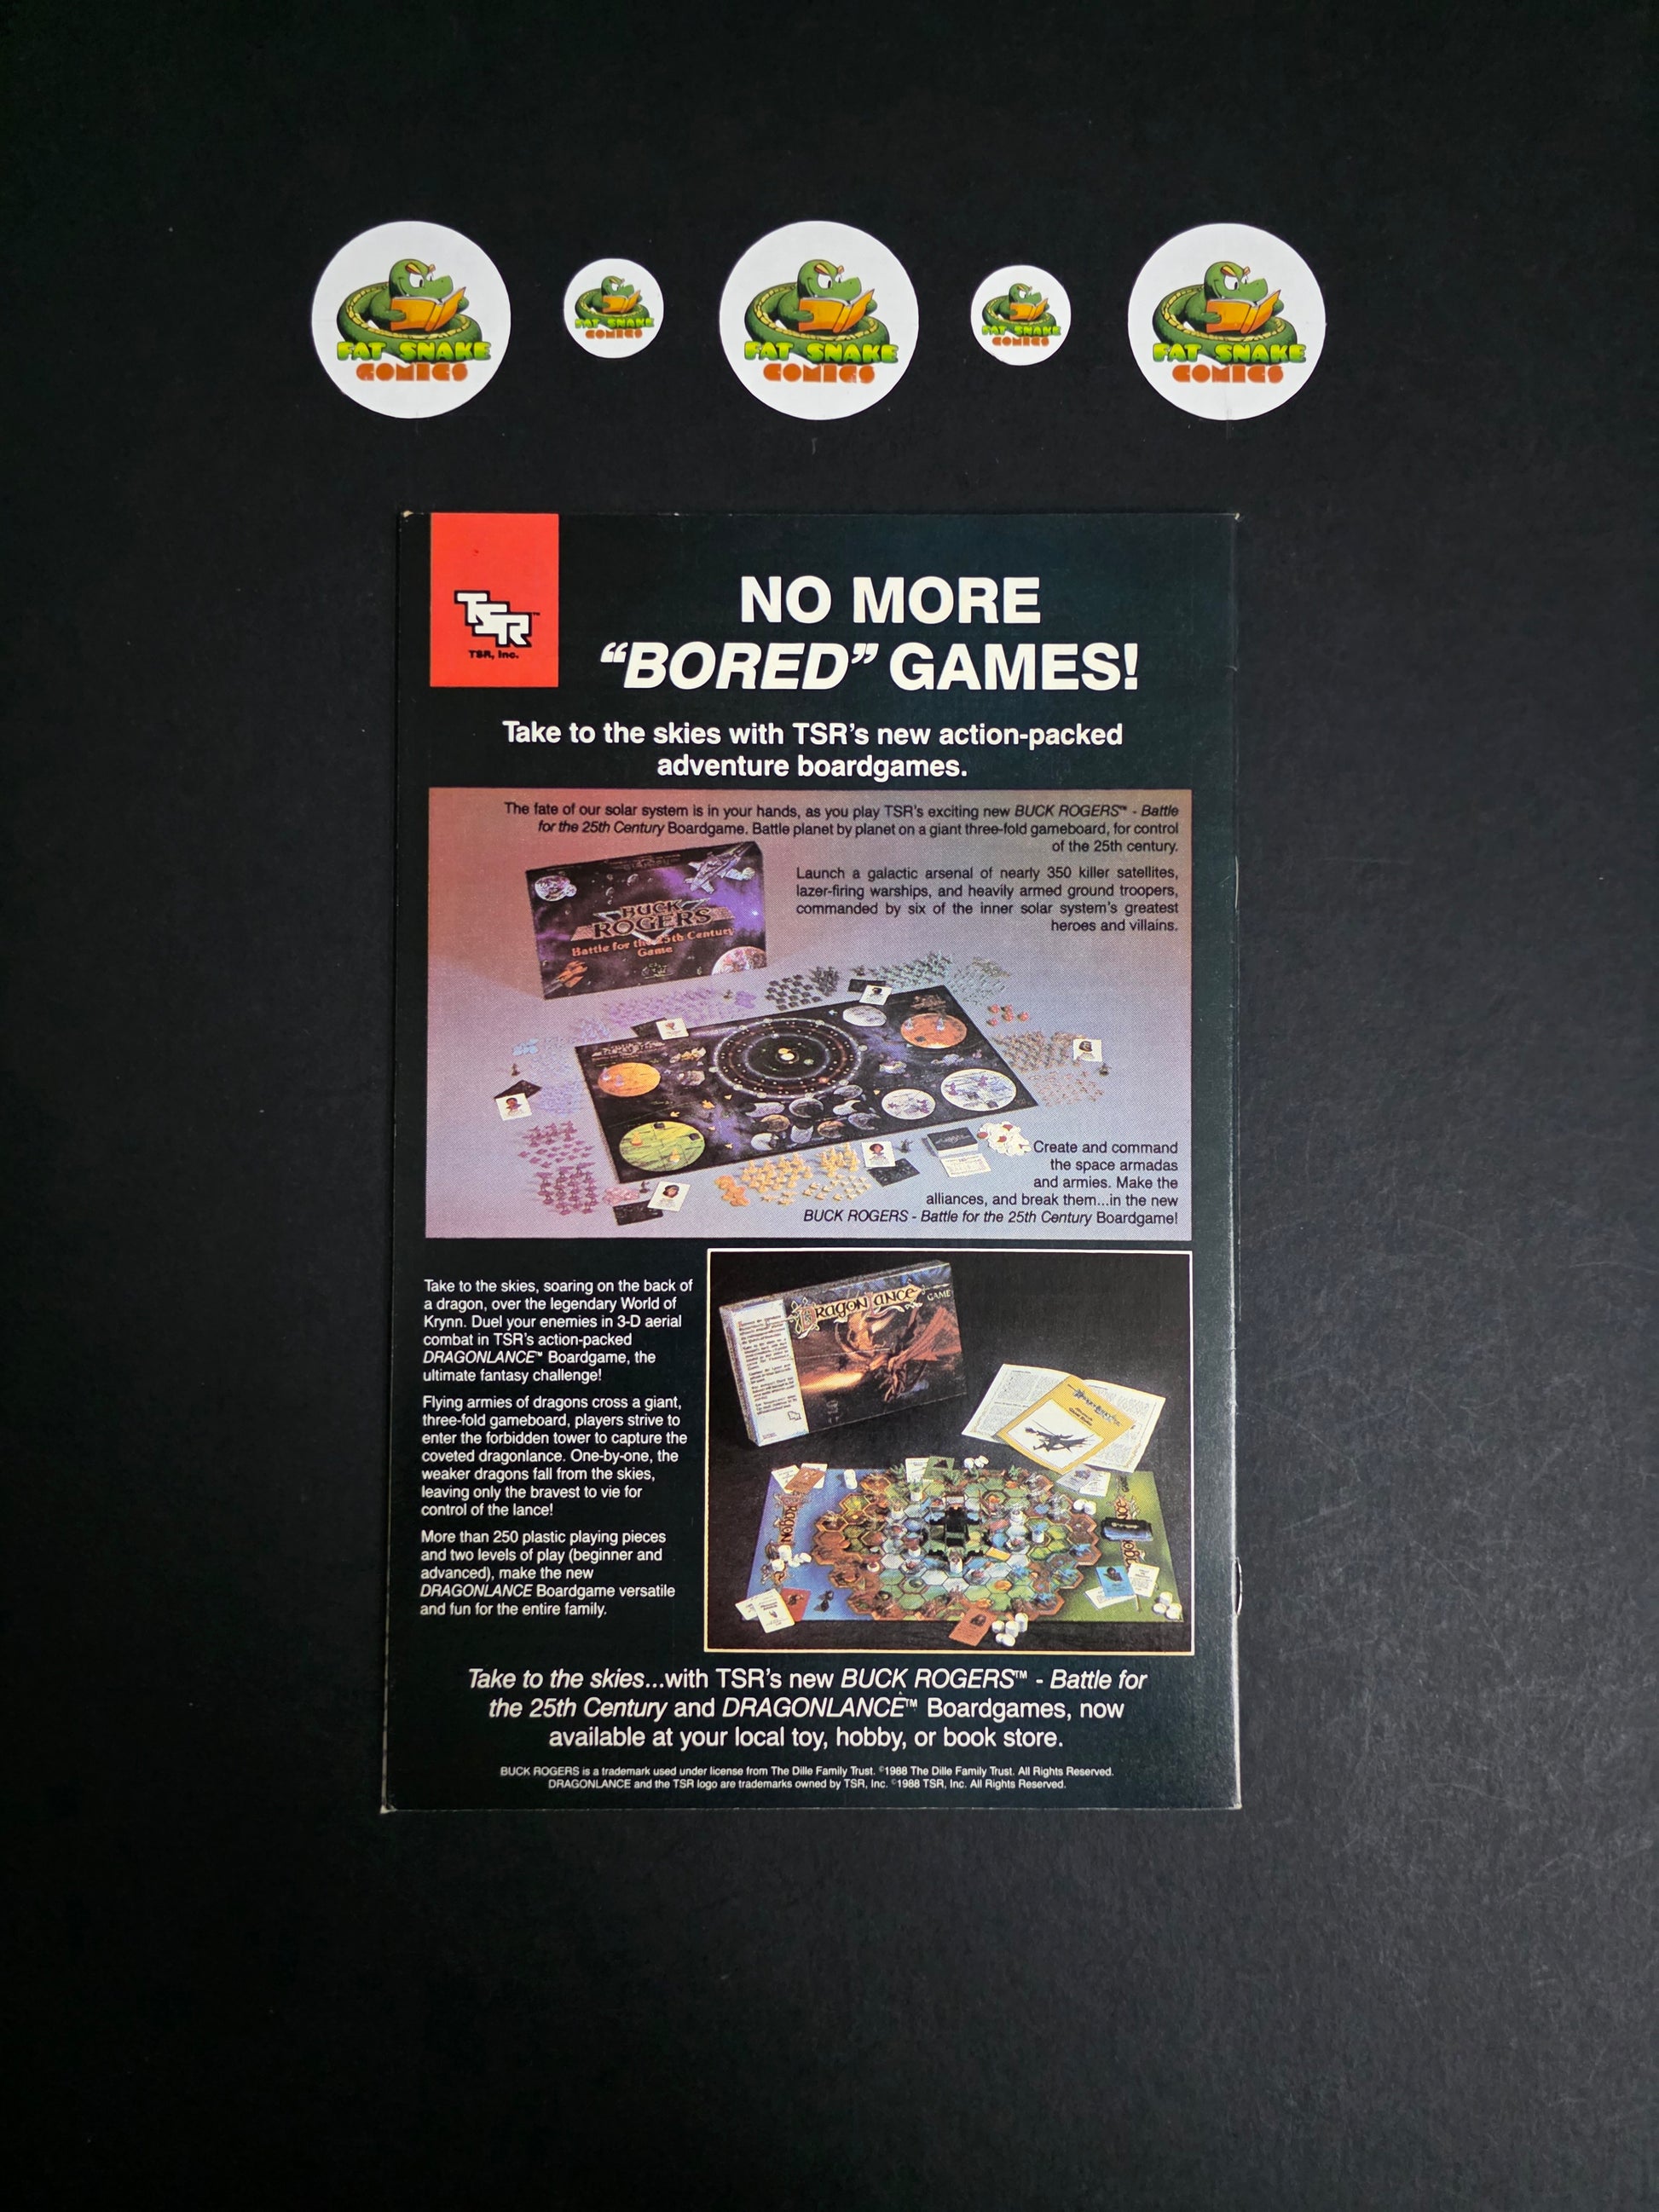 FAT SNAKE
COMICS
FAT SNAKE
COMICS
FAT SNAKE
COMICS
FAT SNAKE
COMICS
FAT SNAKE
COMICS
TSR™
TSR, Inc.
NO MORE
“BORED” GAMES!
Take to the skies with TSR’s new action-packed
adventure boardgames.
The fate of our solar system is in your hands, as you play TSR’s exciting new BUCK ROGERS™ - Battle
for the 25th Century Boardgame. Battle planet by planet on a giant three-fold gameboard, for control
of the 25th century.
Launch a galactic arsenal of nearly 350 killer satellites,
lazer-firing warships, and heavily armed ground troopers,
commanded by six of the inner solar system’s greatest
heroes and villains.
BUCK
ROGERS
Battle for the 25th Century
Game
Create and command
the space armadas
and armies. Make the
alliances, and break them...in the new
BUCK ROGERS - Battle for the 25th Century Boardgame!
Take to the skies, soaring on the back of
a dragon, over the legendary World of
Krynn. Duel your enemies in 3-D aerial
combat in TSR’s action-packed
DRAGONLANCE™ Boardgame, the
ultimate fantasy challenge!
Flying armies of dragons cross a giant,
three-fold gameboard, players strive to
enter the forbidden tower to capture the
coveted dragonlance. One-by-one, the
weaker dragons fall from the skies,
leaving only the bravest to vie for
control of the lance!
More than 250 plastic playing pieces
and two levels of play (beginner and
advanced), make the new
DRAGONLANCE Boardgame versatile
and fun for the entire family.
DRAGONLANCE GAME
Take to the skies...with TSR’s new BUCK ROGERS™ - Battle for
the 25th Century and DRAGONLANCE™ Boardgames, now
available at your local toy, hobby, or book store.
BUCK ROGERS is a trademark used under license from The Dille Family Trust. ©1988 The Dille Family Trust. All Rights Reserved.
DRAGONLANCE and the TSR logo are trademarks owned by TSR, Inc. ©1988 TSR, Inc. All Rights Reserved.